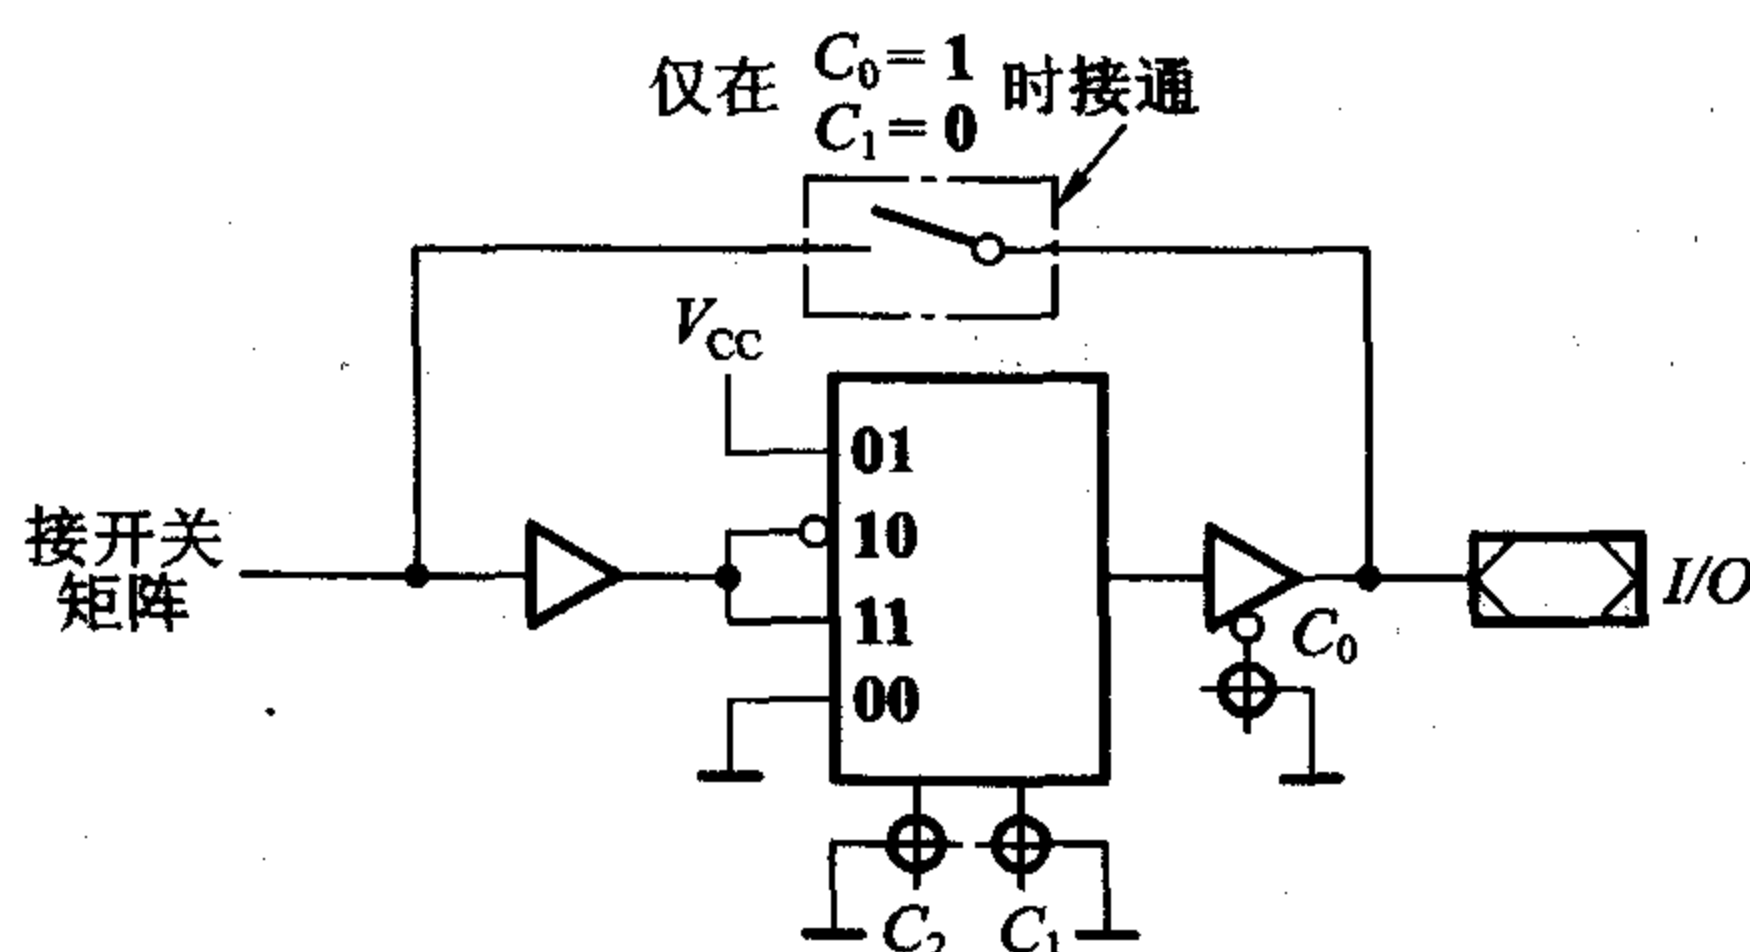 仅在 C₀ = 1 时接通
C₁ = 0
V_CC
01
10
11
00
接开关
矩阵
C₀
I/O
C₂ C₁